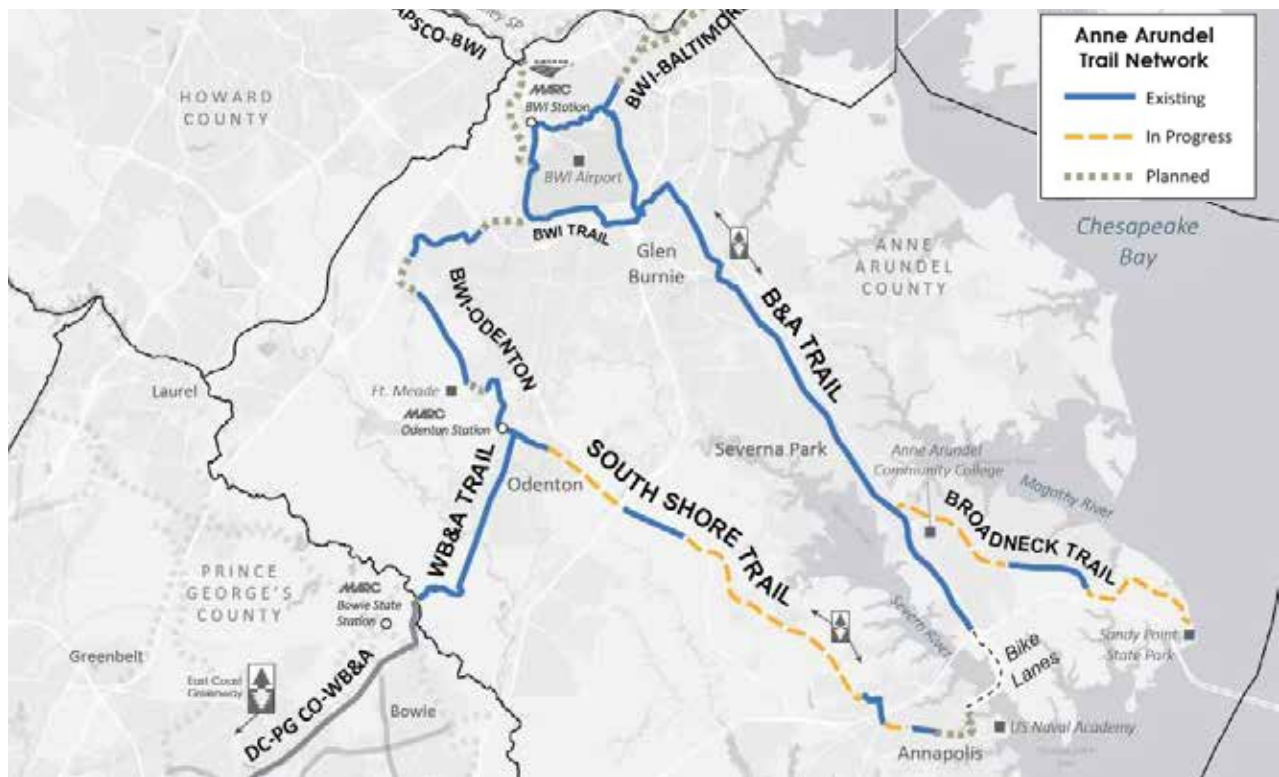 APSCO-BWI
BWI-BALTIMORE
HOWARD
COUNTY
MARC
BWI Station
BWI Airport
BWI TRAIL
Glen
Burnie
ANNE
ARUNDEL
COUNTY
Chesapeake
Bay
Anne Arundel
Trail Network
Existing
In Progress
Planned
BWI-ODENTON
B&A TRAIL
Laurel
Ft. Meade
MARC
Odenton Station
Severna Park
Anne Arundel
Community College
Magothy River
BROADNECK TRAIL
SOUTH SHORE TRAIL
Odenton
WB&A TRAIL
PRINCE
GEORGE'S
COUNTY
MARC
Bowie State
Station
Severn River
Bike
Lanes
Sandy Point
State Park
Greenbelt
East Coast
Greenway
DC-PG CO-WB&A
Bowie
Annapolis
US Naval Academy